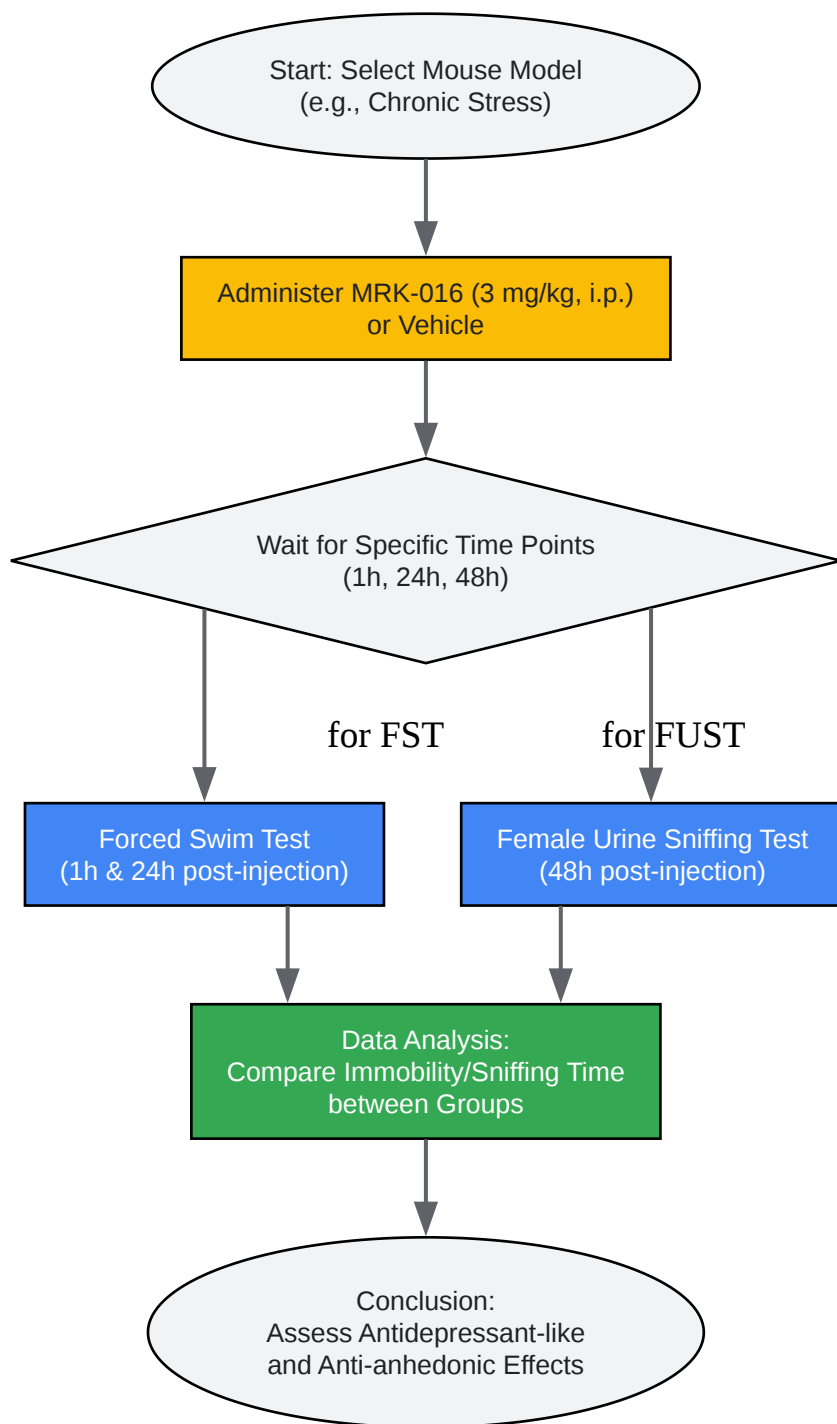 Start: Select Mouse Model
(e.g., Chronic Stress)
Administer MRK-016 (3 mg/kg, i.p.)
or Vehicle
Wait for Specific Time Points
(1h, 24h, 48h)
for FST
for FUST
Forced Swim Test
(1h & 24h post-injection)
Female Urine Sniffing Test
(48h post-injection)
Data Analysis:
Compare Immobility/Sniffing Time
between Groups
Conclusion:
Assess Antidepressant-like
and Anti-anhedonic Effects